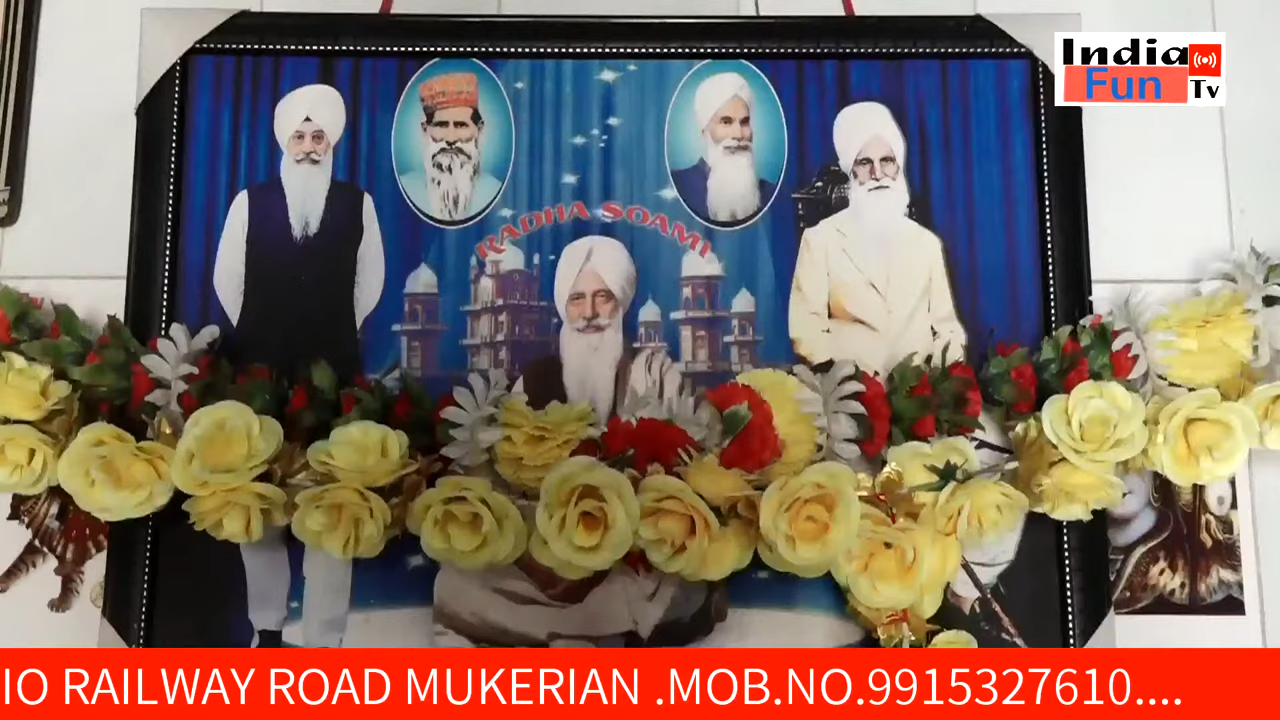 India
Fun Tv
RADHA SOAMI
IO RAILWAY ROAD MUKERIAN .MOB.NO.9915327610....